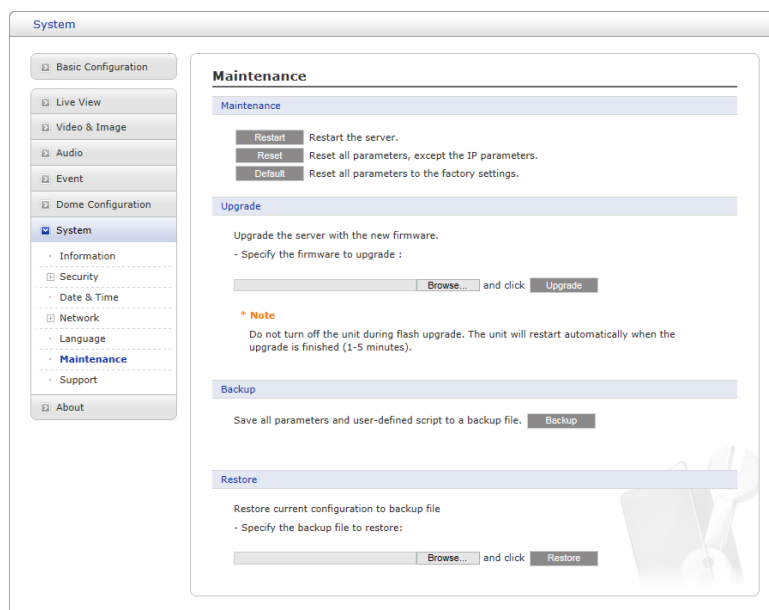 System
Basic Configuration
Live View
Video & Image
Audio
Event
Dome Configuration
System
· Information
Security
· Date & Time
Network
· Language
· Maintenance
· Support
About
Maintenance
Maintenance
Restart Restart the server.
Reset Reset all parameters, except the IP parameters.
Default Reset all parameters to the factory settings.
Upgrade
Upgrade the server with the new firmware.
- Specify the firmware to upgrade :
Browse... and click Upgrade
* Note
Do not turn off the unit during flash upgrade. The unit will restart automatically when the
upgrade is finished (1-5 minutes).
Backup
Save all parameters and user-defined script to a backup file. Backup
Restore
Restore current configuration to backup file
- Specify the backup file to restore:
Browse... and click Restore